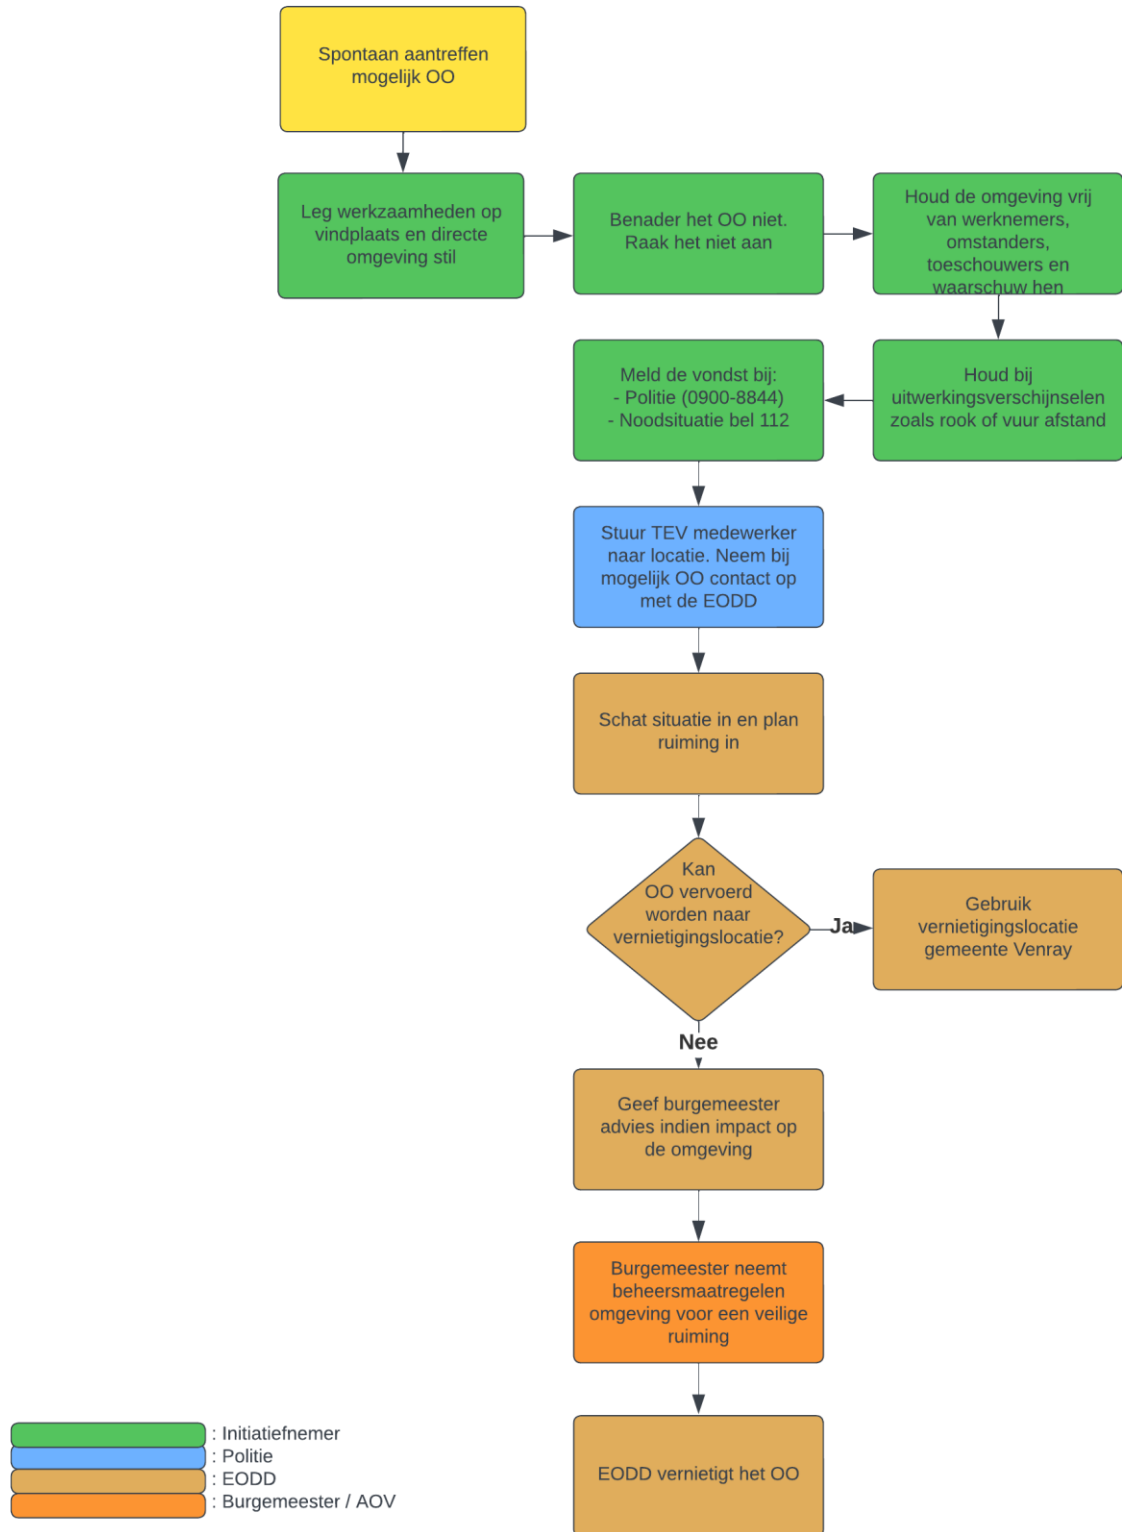 Spontaan aantreffen
mogelijk OO
Leg werkzaamheden op
vindplaats en directe
omgeving stil
Benader het OO niet.
Raak het niet aan
Houd de omgeving vrij
van werknemers,
omstanders,
toeschouwers en
waarschuw hen
Houd bij
uitwerkingsverschijnselen
zoals rook of vuur afstand
Meld de vondst bij:
- Politie (0900-8844)
- Noodsituatie bel 112
Stuur TEV medewerker
naar locatie. Neem bij
mogelijk OO contact op
met de EODD
Schat situatie in en plan
ruiming in
Kan
OO vervoerd
worden naar
vernietigingslocatie?
Ja
Gebruik
vernietigingslocatie
gemeente Venray
Nee
Geef burgemeester
advies indien impact op
de omgeving
Burgemeester neemt
beheersmaatregelen
omgeving voor een veilige
ruiming
EODD vernietigt het OO
: Initiatiefnemer
: Politie
: EODD
: Burgemeester / AOV